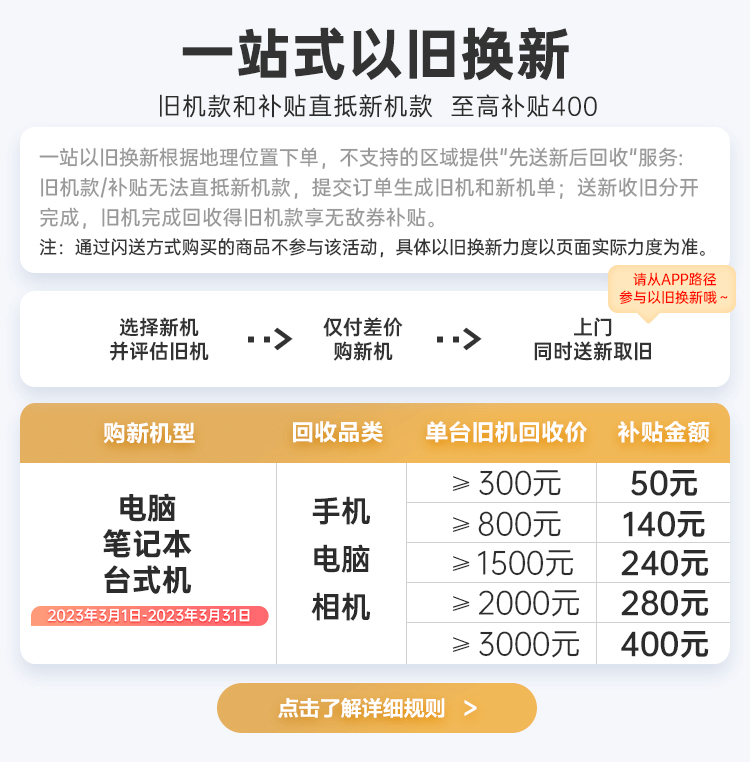 一站式以旧换新
旧机款和补贴直抵新机款 至高补贴400
一站以旧换新根据地理位置下单，不支持的区域提供"先送新后回收"服务：
旧机款/补贴无法直抵新机款，提交订单生成旧机和新机单；送新收旧分开
完成，旧机完成回收得旧机款享无敌券补贴。
注：通过闪送方式购买的商品不参与该活动，具体以旧换新力度以页面实际力度为准。
请从APP路径
参与以旧换新哦~
选择新机
并评估旧机
仅付差价
购新机
上门
同时送新取旧
购新机型 回收品类 单台旧机回收价 补贴金额
电脑
笔记本
台式机
2023年3月1日-2023年3月31日
手机
电脑
相机
≥300元 50元
≥800元 140元
≥1500元 240元
≥2000元 280元
≥3000元 400元
点击了解详细规则 >